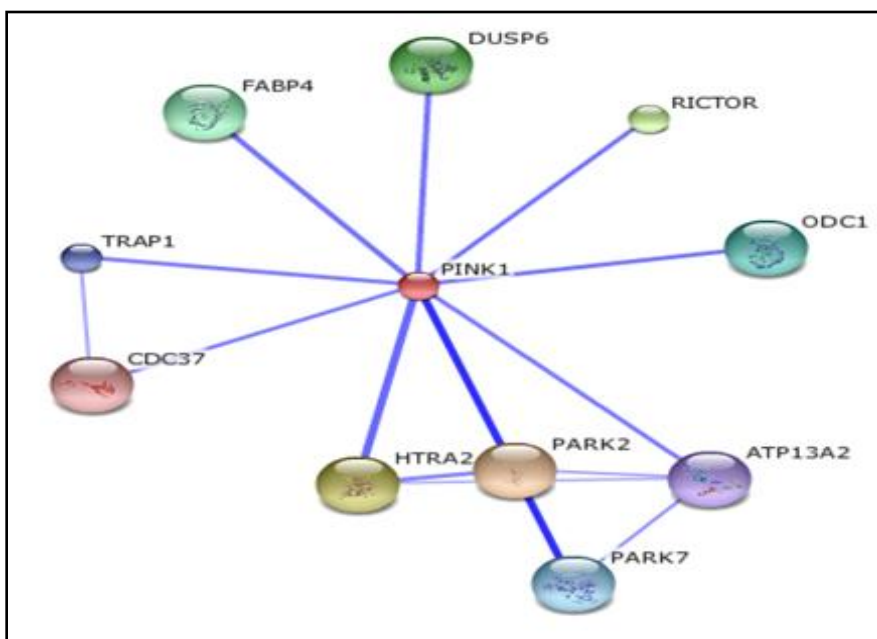 DUSP6
FABP4
RICTOR
ODC1
TRAP1
PINK1
CDC37
PARK2
HTRA2
ATP13A2
PARK7